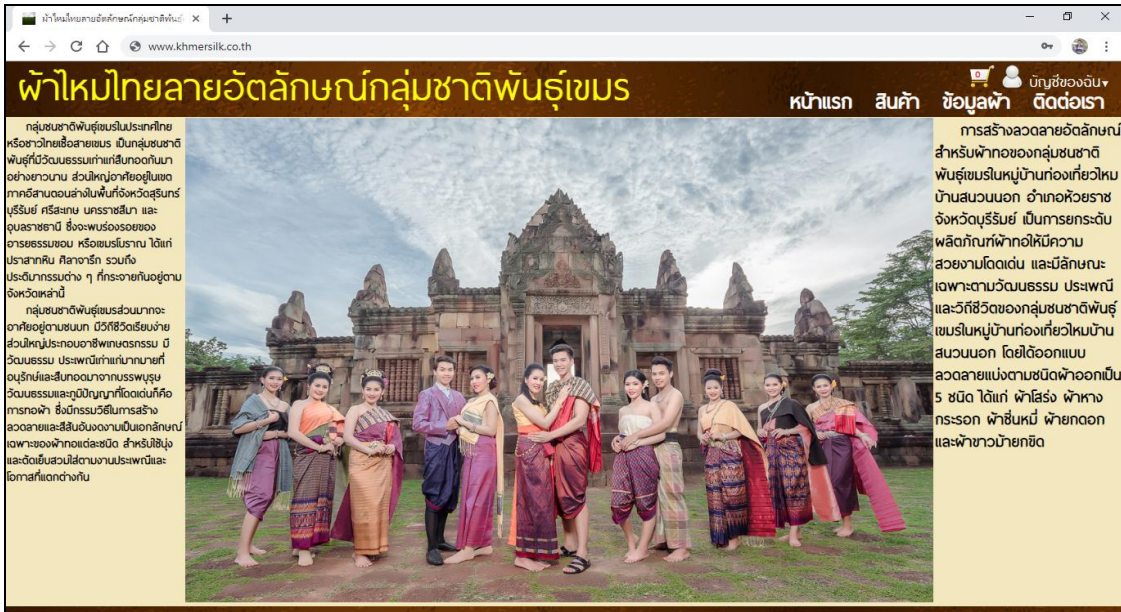 ผ้าไหมไทยลายอัตลักษณ์กลุ่มชาติพันธุ์
www.khmersilk.co.th
ผ้าไหมไทยลายอัตลักษณ์กลุ่มชาติพันธุ์เขมร
0
บัญชีของฉัน
หน้าแรก สินค้า ข้อมูลผ้า ติดต่อเรา
กลุ่มชนชาติพันธุ์เขมรในประเทศไทย
หรือชาวไทยเชื้อสายเขมร เป็นกลุ่มชนชาติ
พันธุ์ที่มีวัฒนธรรมเก่าแก่สืบทอดกันมา
อย่างยาวนาน ส่วนใหญ่อาศัยอยู่ในเขต
ภาคอีสานตอนล่างในพื้นที่จังหวัดสุรินทร์
บุรีรัมย์ ศรีสะเกษ นครราชสีมา และ
อุบลราชธานี ซึ่งจะพบร่องรอยของ
อารยธรรมขอม หรือเขมรโบราณ ได้แก่
ปราสาทหิน ศิลาจารึก รวมถึง
ประติมากรรมต่าง ๆ ที่กระจายกันอยู่ตาม
จังหวัดเหล่านี้
กลุ่มชนชาติพันธุ์เขมรส่วนมากจะ
อาศัยอยู่ตามชนบท มีวิถีชีวิตเรียบง่าย
ส่วนใหญ่ประกอบอาชีพเกษตรกรรม มี
วัฒนธรรม ประเพณีเก่าแก่มากมายที่
อนุรักษ์และสืบทอดมาจากบรรพบุรุษ
วัฒนธรรมและภูมิปัญญาที่โดดเด่นก็คือ
การทอผ้า ซึ่งมีกรรมวิธีในการสร้าง
ลวดลายและสีสันอันงดงามเป็นเอกลักษณ์
เฉพาะของผ้าทอแต่ละชนิด สำหรับใช้นุ่ง
และตัดเย็บสวมใส่ตามงานประเพณีและ
โอกาสที่แตกต่างกัน
การสร้างลวดลายอัตลักษณ์
สำหรับผ้าทอของกลุ่มชนชาติ
พันธุ์เขมรในหมู่บ้านท่องเที่ยวไหม
บ้านสนวนนอก อำเภอห้วยราช
จังหวัดบุรีรัมย์ เป็นการยกระดับ
ผลิตภัณฑ์ผ้าทอให้มีความ
สวยงามโดดเด่น และมีลักษณะ
เฉพาะตามวัฒนธรรม ประเพณี
และวิถีชีวิตของกลุ่มชนชาติพันธุ์
เขมรในหมู่บ้านท่องเที่ยวไหมบ้าน
สนวนนอก โดยได้ออกแบบ
ลวดลายแบ่งตามชนิดผ้าออกเป็น
5 ชนิด ได้แก่ ผ้าโสร่ง ผ้าหาง
กระรอก ผ้าซิ่นหมี่ ผ้ายกดอก
และผ้าขาวม้ายกขิด